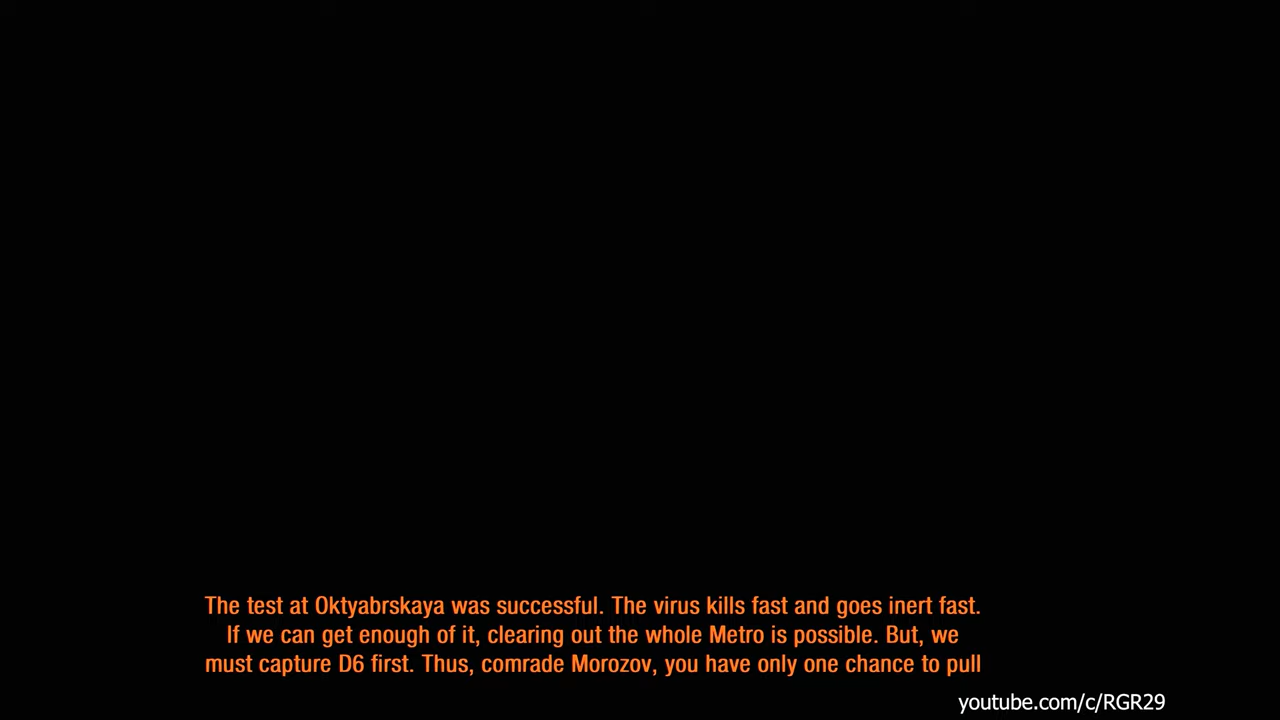 The test at Oktyabrskaya was successful. The virus kills fast and goes inert fast.
If we can get enough of it, clearing out the whole Metro is possible. But, we
must capture D6 first. Thus, comrade Morozov, you have only one chance to pull
youtube.com/c/RGR29